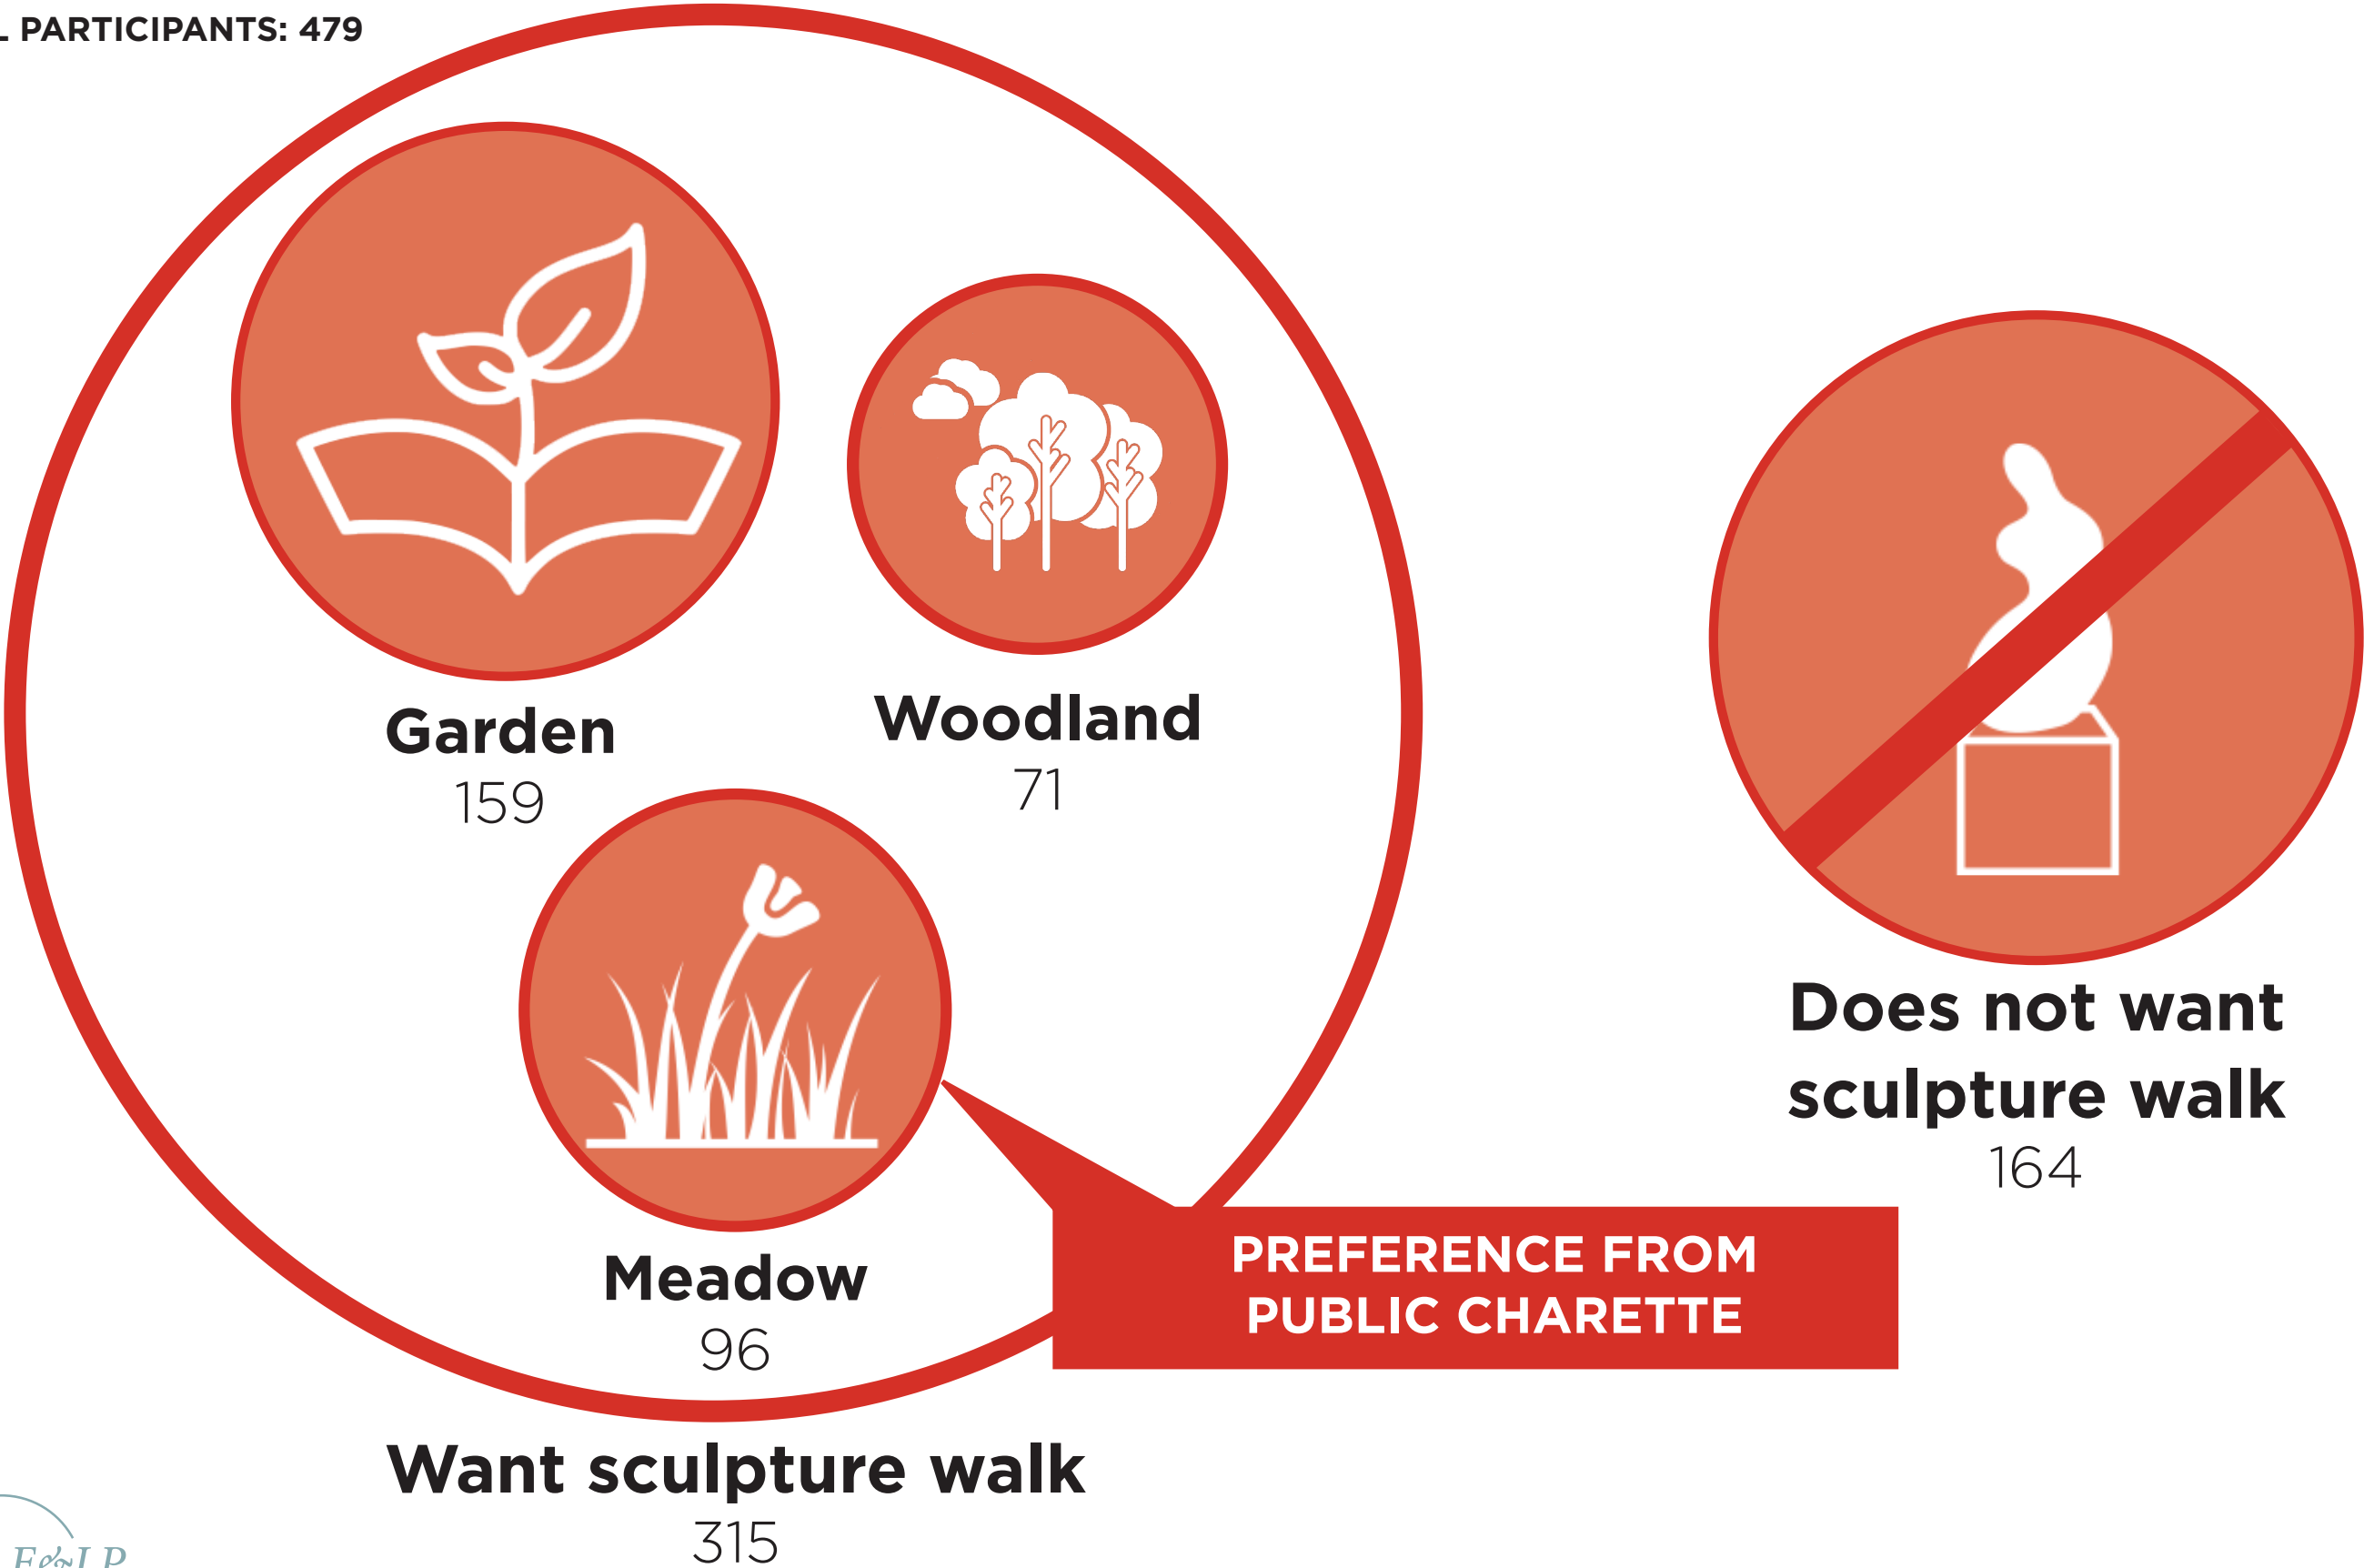 PARTICIPANTS: 479
Garden
159
Woodland
71
Meadow
96
PREFERENCE FROM
PUBLIC CHARETTE
Want sculpture walk
315
Does not want
sculpture walk
164